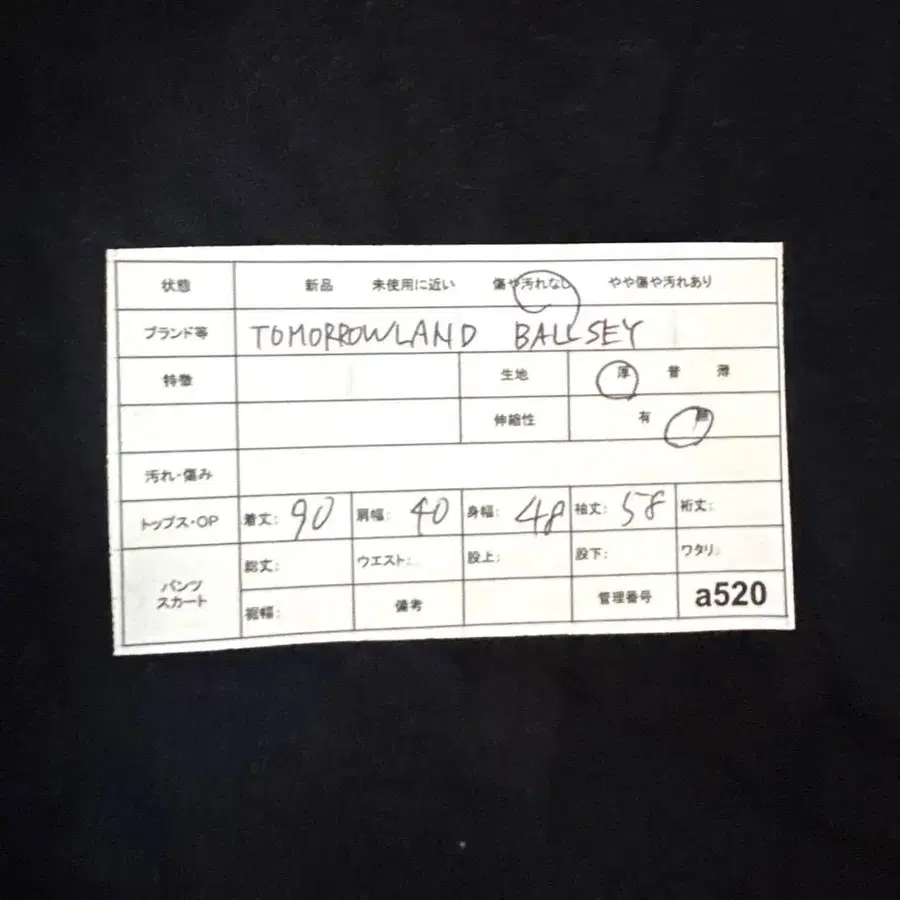 状態 新品 未使用に近い 傷や汚れなし やや傷や汚れあり
ブランド等 TOMORROWLAND BALLSEY
特徴 生地 厚 普 薄
伸縮性 有 無
汚れ・傷み
トップス・OP 着丈: 90 肩幅: 40 身幅: 48 袖丈: 58 裄丈:
パンツ スカート 総丈: ウエスト: 股上: 股下: ワタリ:
裾幅: 備考 管理番号 a520